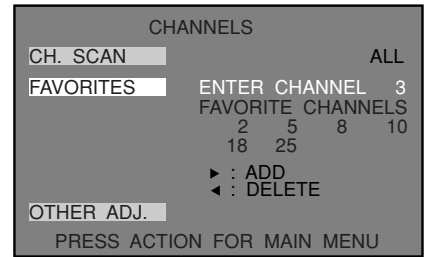 CHANNELS
CH. SCAN ALL
FAVORITES ENTER CHANNEL 3
FAVORITE CHANNELS
2 5 8 10
18 25
► : ADD
◄ : DELETE
OTHER ADJ.
PRESS ACTION FOR MAIN MENU